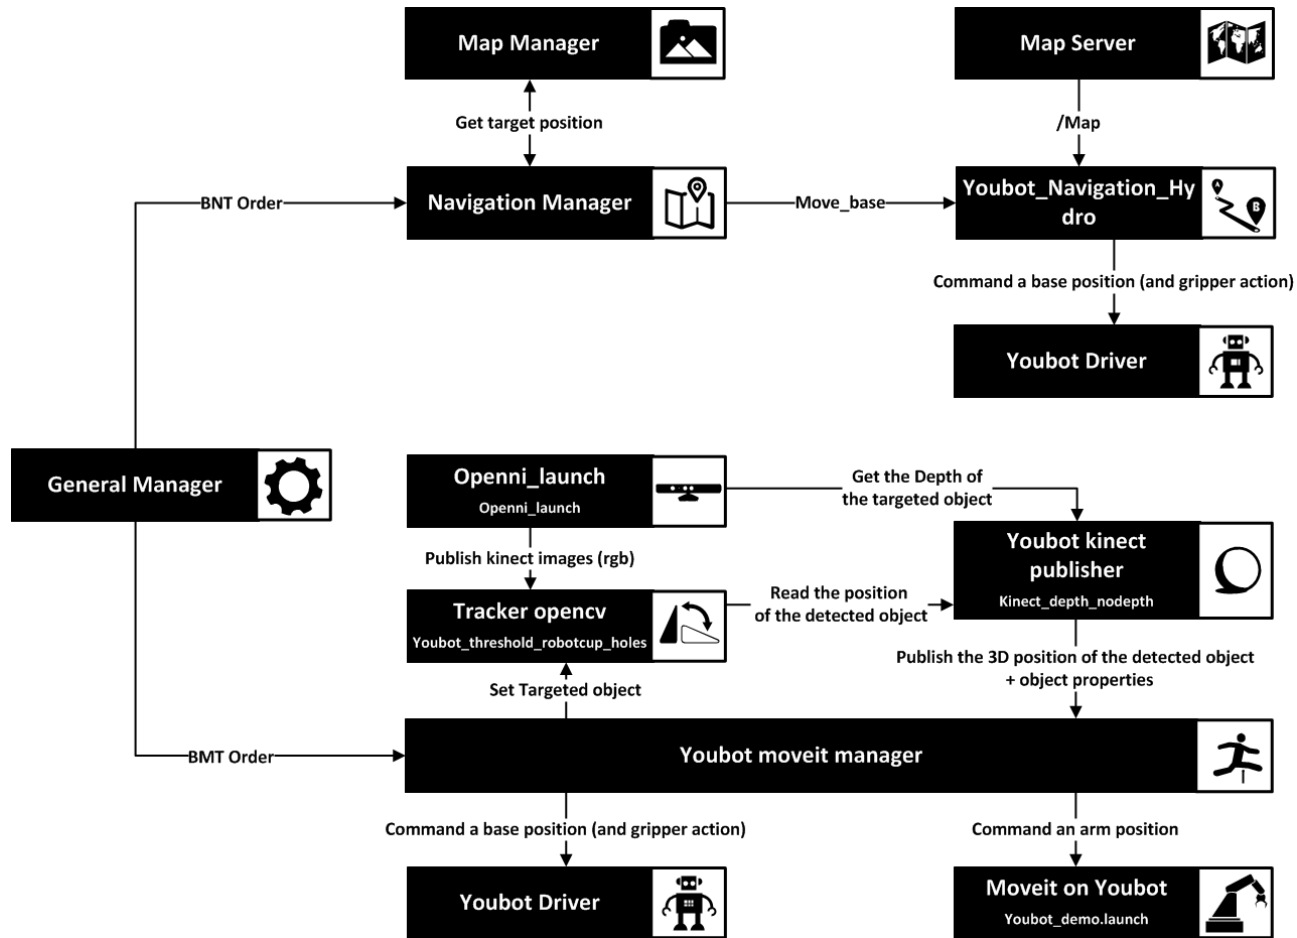 Map Manager
Map Server
Get target position
/Map
BNT Order
Navigation Manager
Move_base
Youbot_Navigation_Hy
dro
A
B
Command a base position (and gripper action)
Youbot Driver
General Manager
Openni_launch
Openni_launch
Get the Depth of
the targeted object
Publish kinect images (rgb)
Youbot kinect
publisher
Kinect_depth_nodepth
Tracker opencv
Youbot_threshold_robotcup_holes
Read the position
of the detected object
Set Targeted object
Publish the 3D position of the detected object
+ object properties
BMT Order
Youbot moveit manager
Command a base position (and gripper action)
Command an arm position
Youbot Driver
Moveit on Youbot
Youbot_demo.launch